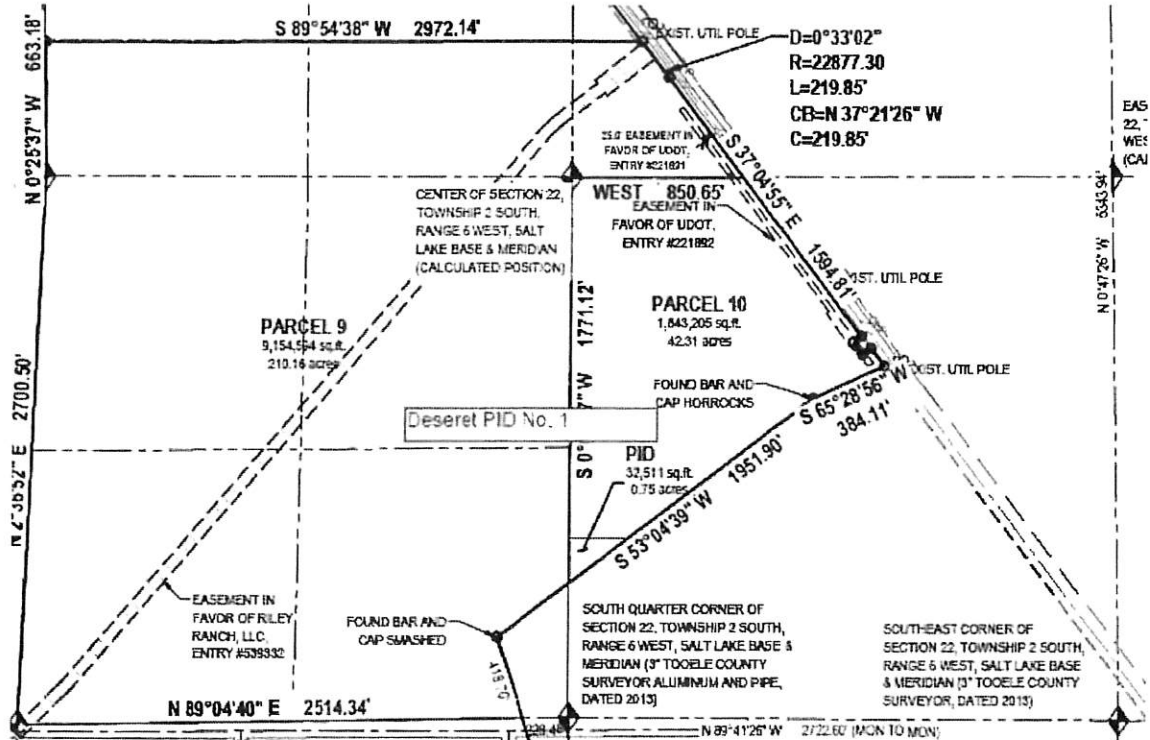 S 89°54'38" W 2972.14'
EXIST. UTIL POLE
D=0°33'02"
R=22877.30
L=219.85'
CB=N 37°21'26" W
C=219.85'
N 0°25'37" W 663.18'
25.0' EASEMENT IN
FAVOR OF UDOT,
ENTRY #221891
S 37°04'55" E 1594.81'
WEST 850.65'
CENTER OF SECTION 22,
TOWNSHIP 2 SOUTH,
RANGE 6 WEST, SALT
LAKE BASE & MERIDIAN
(CALCULATED POSITION)
EASEMENT IN
FAVOR OF UDOT,
ENTRY #221892
N 0°47'26" W 5343.94'
UTIL POLE
PARCEL 10
1,843,205 sq.ft.
42.31 acres
PARCEL 9
210.16 acres
1771.12'
UTIL POLE
FOUND BAR AND
CAP HORROCKS
S 65°28'56" W
384.11'
Deseret PID No. 1
PID
32,511 sq.ft.
0.75 acres
S 53°04'39" W 1951.90'
2700.50'
EASEMENT IN
FAVOR OF RILEY
RANCH, LLC,
ENTRY #539332
FOUND BAR AND
CAP SMASHED
SOUTH QUARTER CORNER OF
SECTION 22, TOWNSHIP 2 SOUTH,
RANGE 6 WEST, SALT LAKE BASE &
MERIDIAN (3" TOOELE COUNTY
SURVEYOR ALUMINUM AND PIPE,
DATED 2013)
SOUTHEAST CORNER OF
SECTION 22, TOWNSHIP 2 SOUTH,
RANGE 6 WEST, SALT LAKE BASE
& MERIDIAN (3" TOOELE COUNTY
SURVEYOR, DATED 2013)
N 89°04'40" E 2514.34'
N 89°41'26" W 2722.60' (MON TO MON)